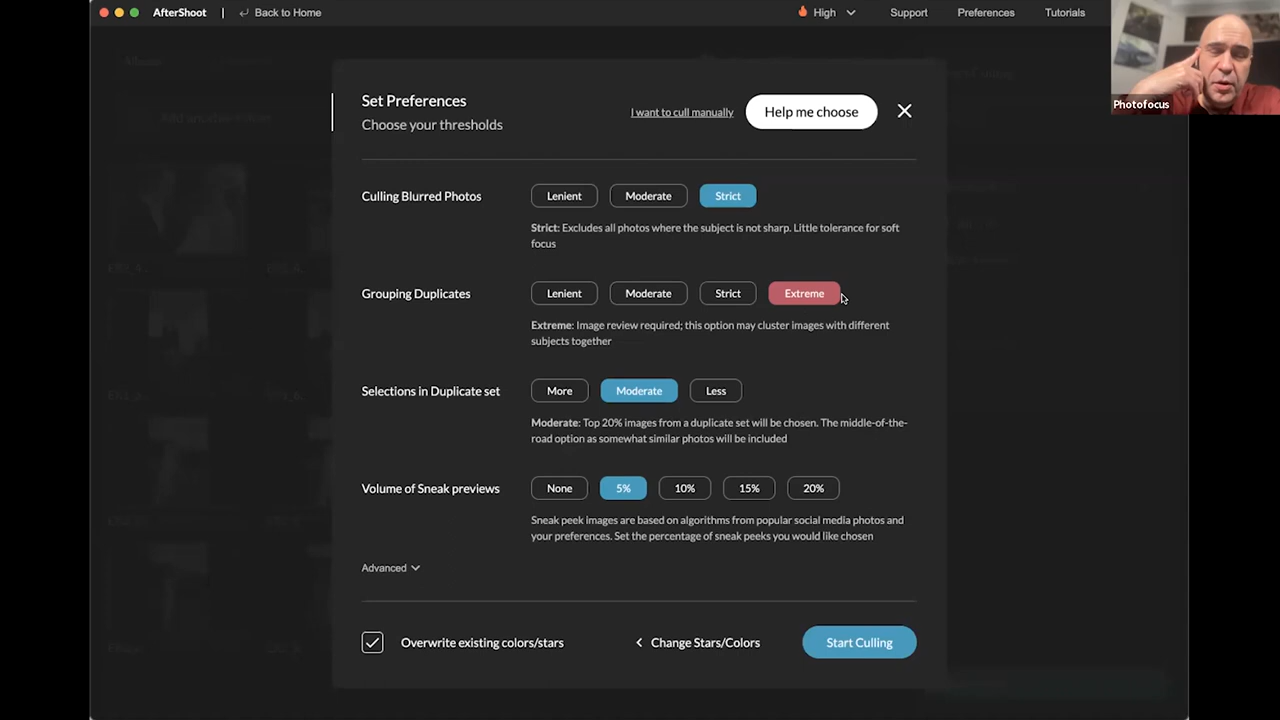 AfterShoot | Back to Home High Support Preferences Tutorials
Photofocus
Set Preferences
Choose your thresholds
I want to cull manually
Help me choose
Culling Blurred Photos
Lenient Moderate Strict
Strict: Excludes all photos where the subject is not sharp. Little tolerance for soft
focus
Grouping Duplicates
Lenient Moderate Strict Extreme
Extreme: Image review required; this option may cluster images with different
subjects together
Selections in Duplicate set
More Moderate Less
Moderate: Top 20% images from a duplicate set will be chosen. The middle-of-the-
road option as somewhat similar photos will be included
Volume of Sneak previews
None 5% 10% 15% 20%
Sneak peek images are based on algorithms from popular social media photos and
your preferences. Set the percentage of sneak peeks you would like chosen
Advanced
Overwrite existing colors/stars
Change Stars/Colors
Start Culling